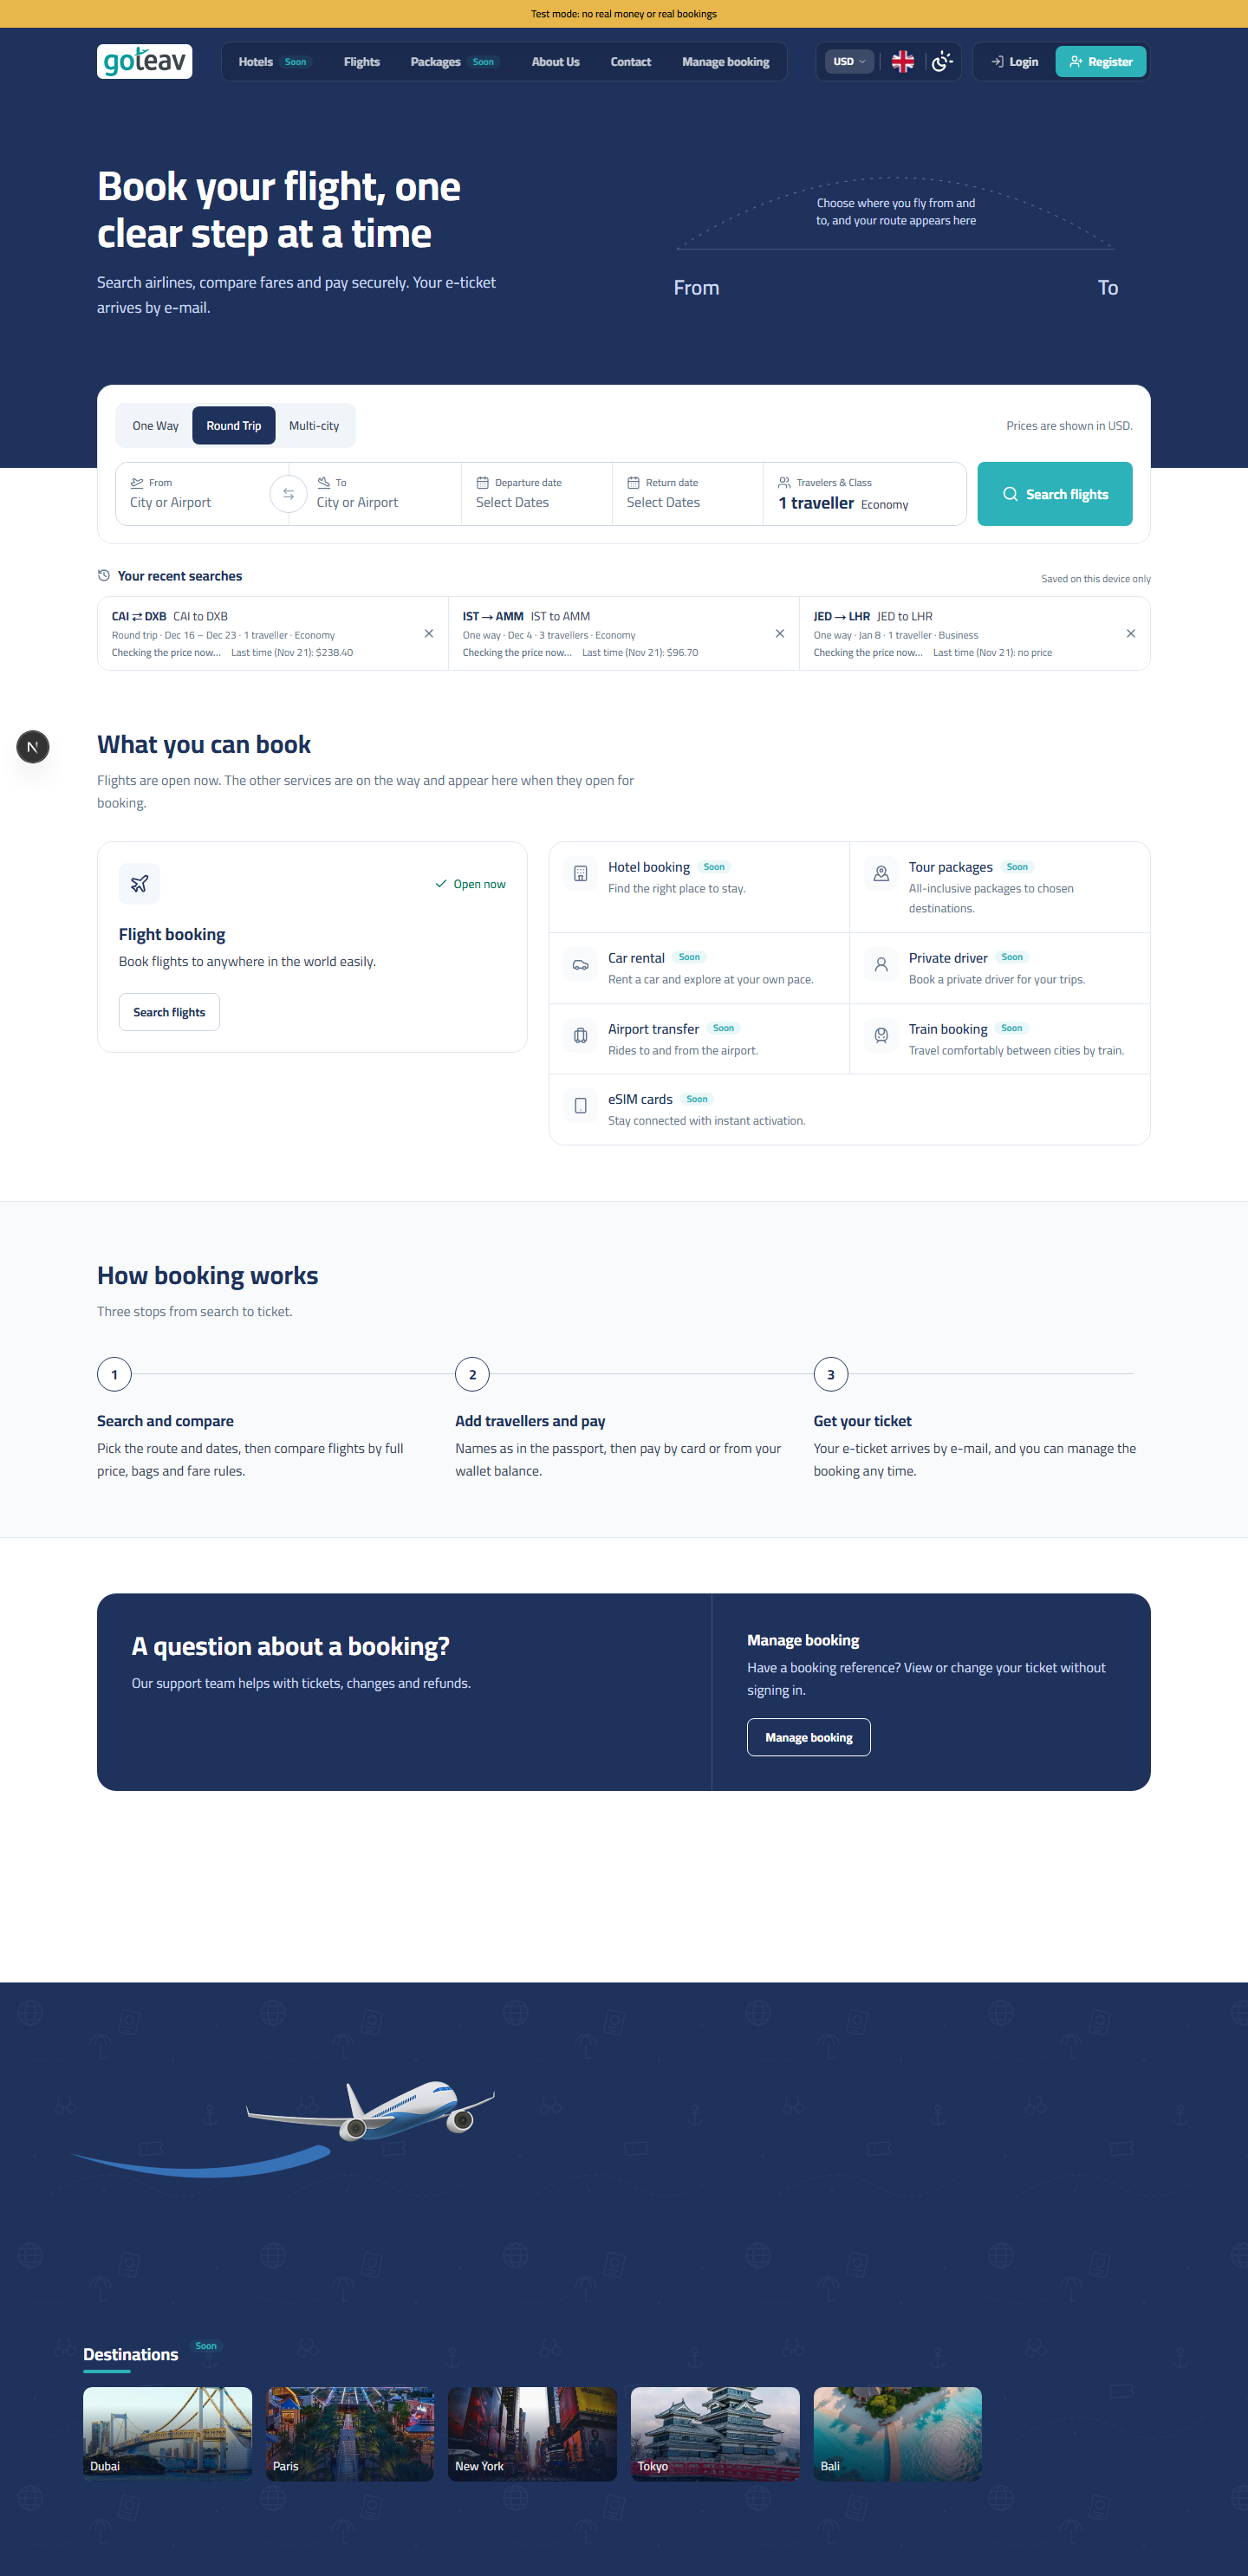 Test mode: no real money or real bookings
goteav
Hotels Soon Flights Packages Soon About Us Contact Manage booking USD Login Register
Book your flight, one
clear step at a time
Search airlines, compare fares and pay securely. Your e-ticket
arrives by e-mail.
Choose where you fly from and
to, and your route appears here
From To
One Way Round Trip Multi-city Prices are shown in USD.
From To Departure date Return date Travelers & Class
City or Airport City or Airport Select Dates Select Dates 1 traveller Economy Search flights
Your recent searches Saved on this device only
CAI ⇄ DXB CAI to DXB
Round trip · Dec 16 – Dec 23 · 1 traveller · Economy
Checking the price now... Last time (Nov 21): $238.40
IST → AMM IST to AMM
One way · Dec 4 · 3 travellers · Economy
Checking the price now... Last time (Nov 21): $96.70
JED → LHR JED to LHR
One way · Jan 8 · 1 traveller · Business
Checking the price now... Last time (Nov 21): no price
N
What you can book
Flights are open now. The other services are on the way and appear here when they open for
booking.
Open now
Flight booking
Book flights to anywhere in the world easily.
Search flights
Hotel booking Soon
Find the right place to stay.
Tour packages Soon
All-inclusive packages to chosen
destinations.
Car rental Soon
Rent a car and explore at your own pace.
Private driver Soon
Book a private driver for your trips.
Airport transfer Soon
Rides to and from the airport.
Train booking Soon
Travel comfortably between cities by train.
eSIM cards Soon
Stay connected with instant activation.
How booking works
Three stops from search to ticket.
1
Search and compare
Pick the route and dates, then compare flights by full
price, bags and fare rules.
2
Add travellers and pay
Names as in the passport, then pay by card or from your
wallet balance.
3
Get your ticket
Your e-ticket arrives by e-mail, and you can manage the
booking any time.
A question about a booking?
Our support team helps with tickets, changes and refunds.
Manage booking
Have a booking reference? View or change your ticket without
signing in.
Manage booking
Destinations Soon
Dubai Paris New York Tokyo Bali